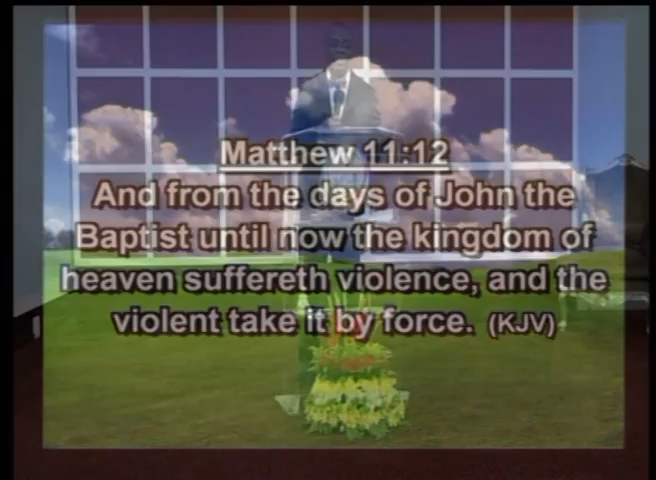 Matthew 11:12
And from the days of John the
Baptist until now the kingdom of
heaven suffereth violence, and the
violent take it by force. (KJV)